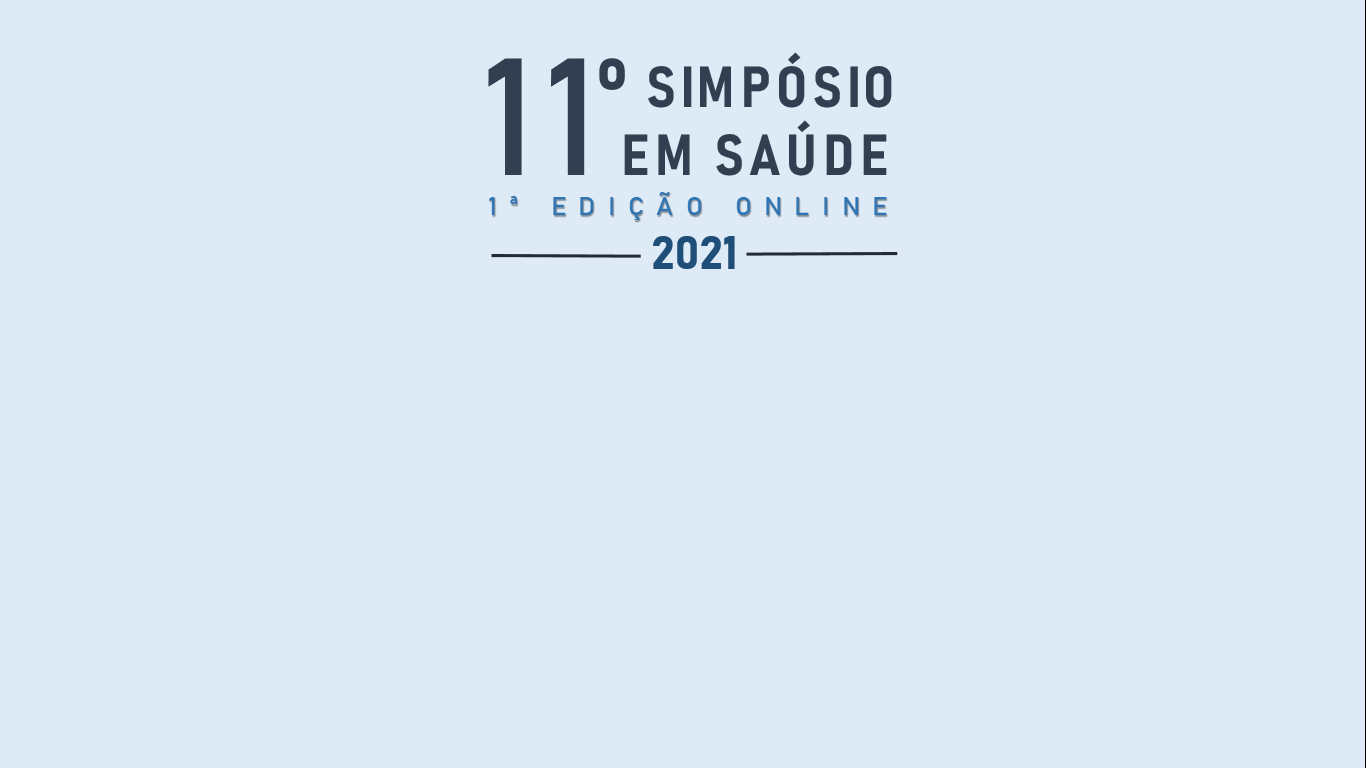 11º SIMPÓSIO
EM SAÚDE
1ª EDIÇÃO ONLINE
2021